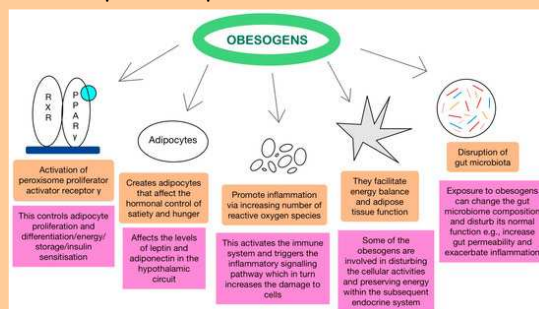 OBESOGENS
R
X
R
P
P
A
R
γ
Adipocytes
Activation of
peroxisome proliferator
activator receptor γ
This controls adipocyte
proliferation and
differentiation/energy/
storage/insulin
sensitisation
Creates adipocytes
that affect the
hormonal control of
satiety and hunger
Affects the levels
of leptin and
adiponectin in the
hypothalamic
circuit
Promote inflammation
via increasing number of
reactive oxygen species
This activates the immune
system and triggers the
inflammatory signalling
pathway which in turn
increases the damage to
cells
They facilitate
energy balance
and adipose
tissue function
Some of the
obesogens are
involved in disturbing
the cellular activities
and preserving energy
within the subsequent
endocrine system
Disruption of
gut microbiota
Exposure to obesogens
can change the gut
microbiome composition
and disturb its normal
function e.g., increase
gut permeability and
exacerbate inflammation